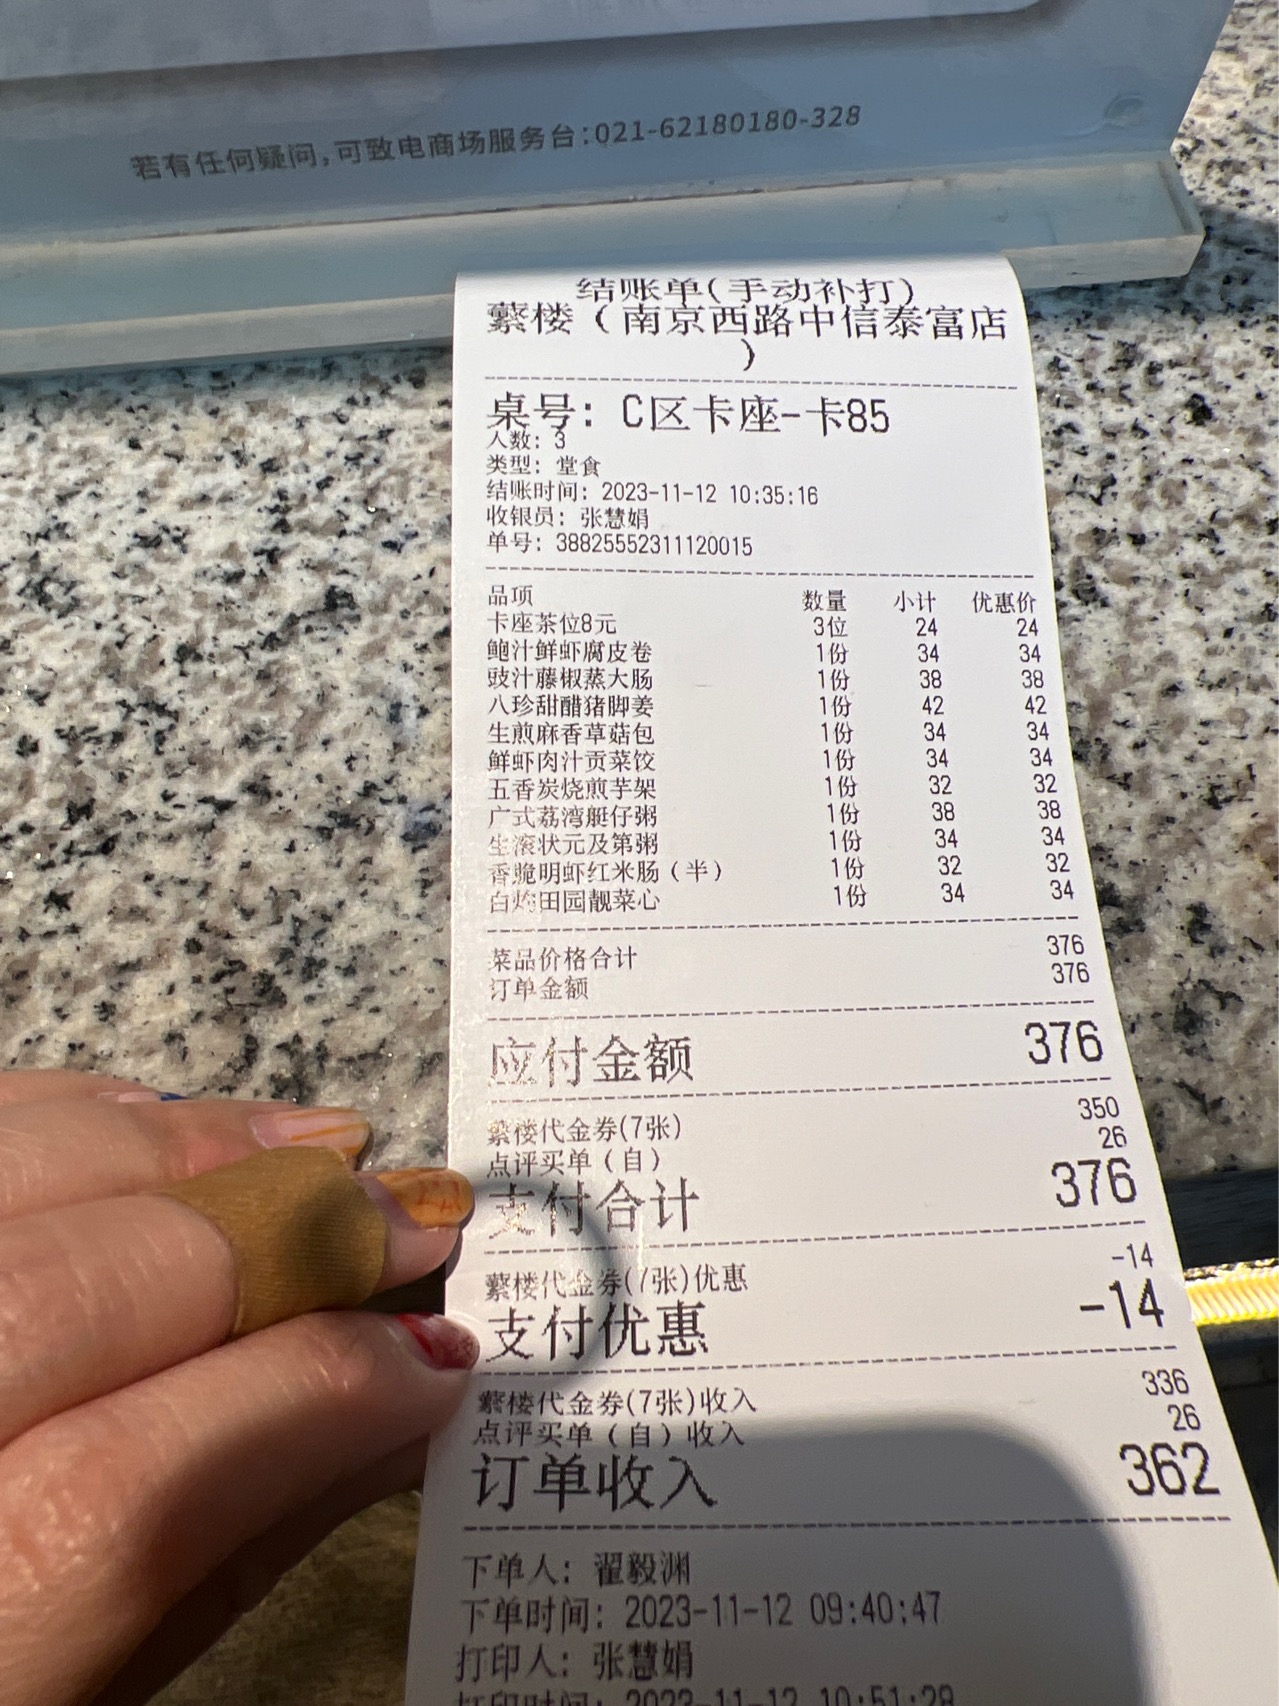 若有任何疑问,可致电商场服务台:021-62180180-328
结账单(手动补打)
蘩楼(南京西路中信泰富店
)
桌号: C区卡座-卡85
人数: 3
类型: 堂食
结账时间: 2023-11-12 10:35:16
收银员: 张慧娟
单号: 38825552311120015
品项 数量 小计 优惠价
卡座茶位8元 3位 24 24
鲍汁鲜虾腐皮卷 1份 34 34
豉汁藤椒蒸大肠 1份 38 38
八珍甜醋猪脚姜 1份 42 42
生煎麻香草菇包 1份 34 34
鲜虾肉汁贡菜饺 1份 34 34
五香炭烧煎芋架 1份 32 32
广式荔湾艇仔粥 1份 38 38
生滚状元及第粥 1份 34 34
香脆明虾红米肠(半) 1份 32 32
白灼田园靓菜心 1份 34 34
菜品价格合计 376
订单金额 376
应付金额 376
蘩楼代金券(7张) 350
点评买单(自) 26
支付合计 376
蘩楼代金券(7张)优惠 -14
支付优惠 -14
蘩楼代金券(7张)收入 336
点评买单(自)收入 26
订单收入 362
下单人: 翟毅渊
下单时间: 2023-11-12 09:40:47
打印人: 张慧娟
打印时间: 2023-11-12 10:51:28